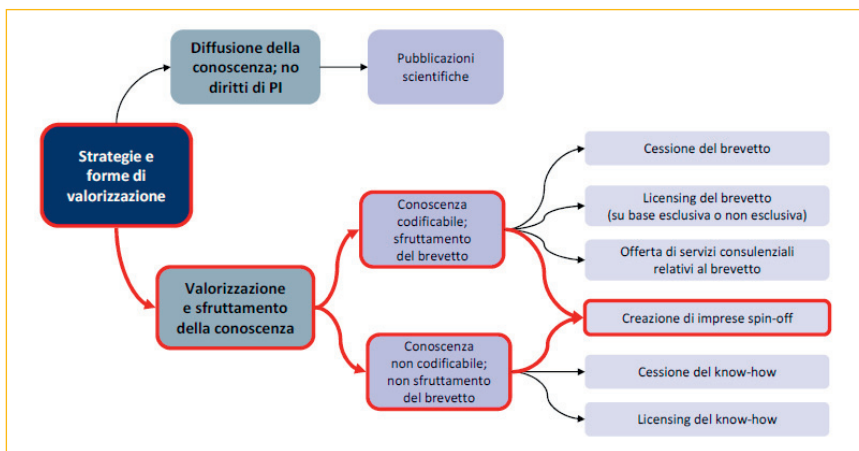 Diffusione della
conoscenza; no
diritti di PI
Pubblicazioni
scientifiche
Strategie e
forme di
valorizzazione
Valorizzazione
e sfruttamento
della conoscenza
Conoscenza
codificabile;
sfruttamento
del brevetto
Conoscenza
non codificabile;
non sfruttamento
del brevetto
Cessione del brevetto
Licensing del brevetto
(su base esclusiva o non esclusiva)
Offerta di servizi consulenziali
relativi al brevetto
Creazione di imprese spin-off
Cessione del know-how
Licensing del know-how